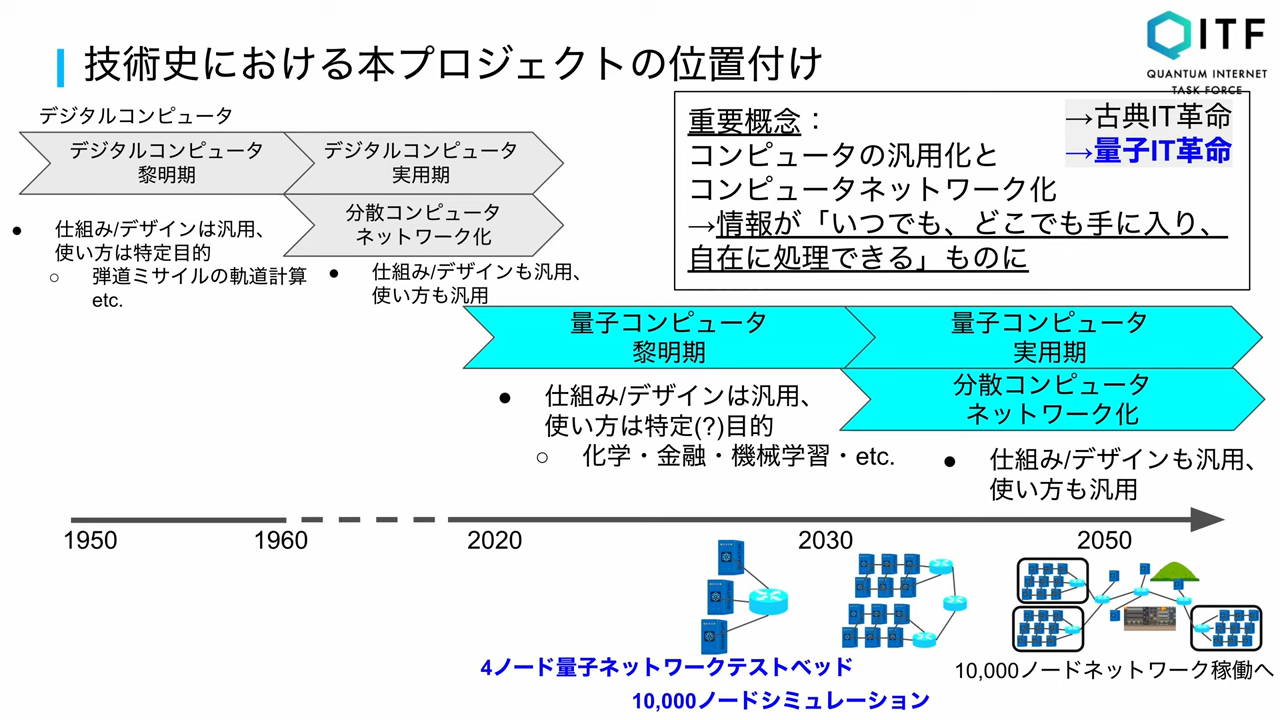 技術史における本プロジェクトの位置付け
QITF
QUANTUM INTERNET
TASK FORCE
デジタルコンピュータ
デジタルコンピュータ
黎明期
デジタルコンピュータ
実用期
分散コンピュータ
ネットワーク化
● 仕組み/デザインは汎用、
使い方は特定目的
○ 弾道ミサイルの軌道計算
etc.
● 仕組み/デザインも汎用、
使い方も汎用
重要概念：
コンピュータの汎用化と
コンピュータネットワーク化
→情報が「いつでも、どこでも手に入り、
自在に処理できる」ものに
→古典IT革命
→量子IT革命
量子コンピュータ
黎明期
量子コンピュータ
実用期
分散コンピュータ
ネットワーク化
● 仕組み/デザインは汎用、
使い方は特定(?)目的
○ 化学・金融・機械学習・etc.
● 仕組み/デザインも汎用、
使い方も汎用
1950 1960 2020 2030 2050
4ノード量子ネットワークテストベッド
10,000ノードシミュレーション
10,000ノードネットワーク稼働へ